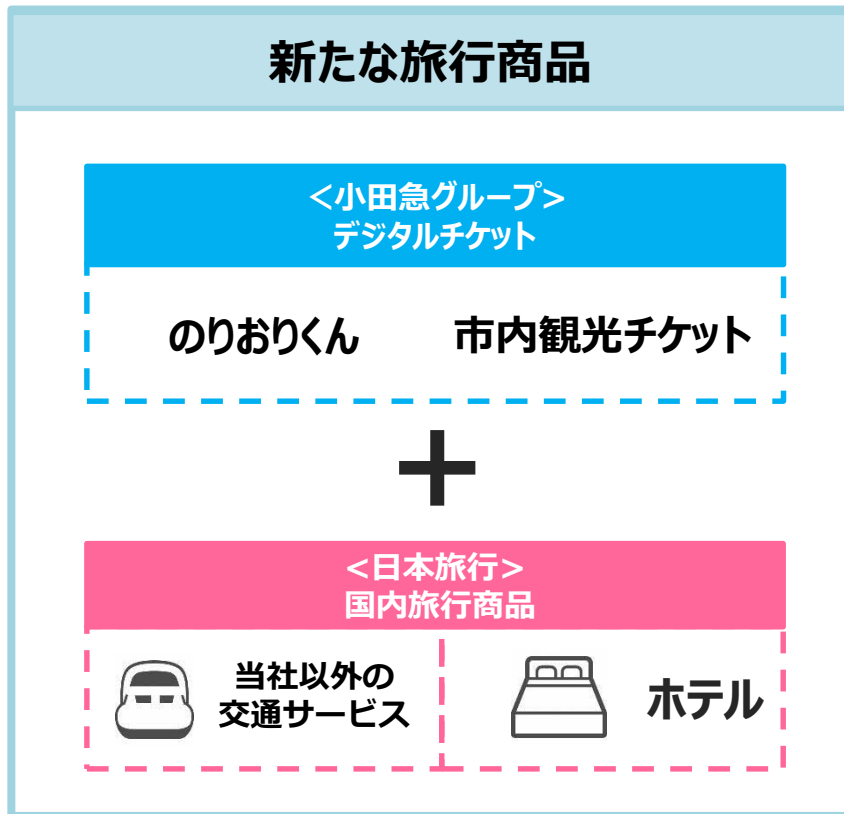 新たな旅行商品
<小田急グループ>
デジタルチケット
のりおりくん 市内観光チケット
+
<日本旅行>
国内旅行商品
当社以外の
交通サービス
ホテル